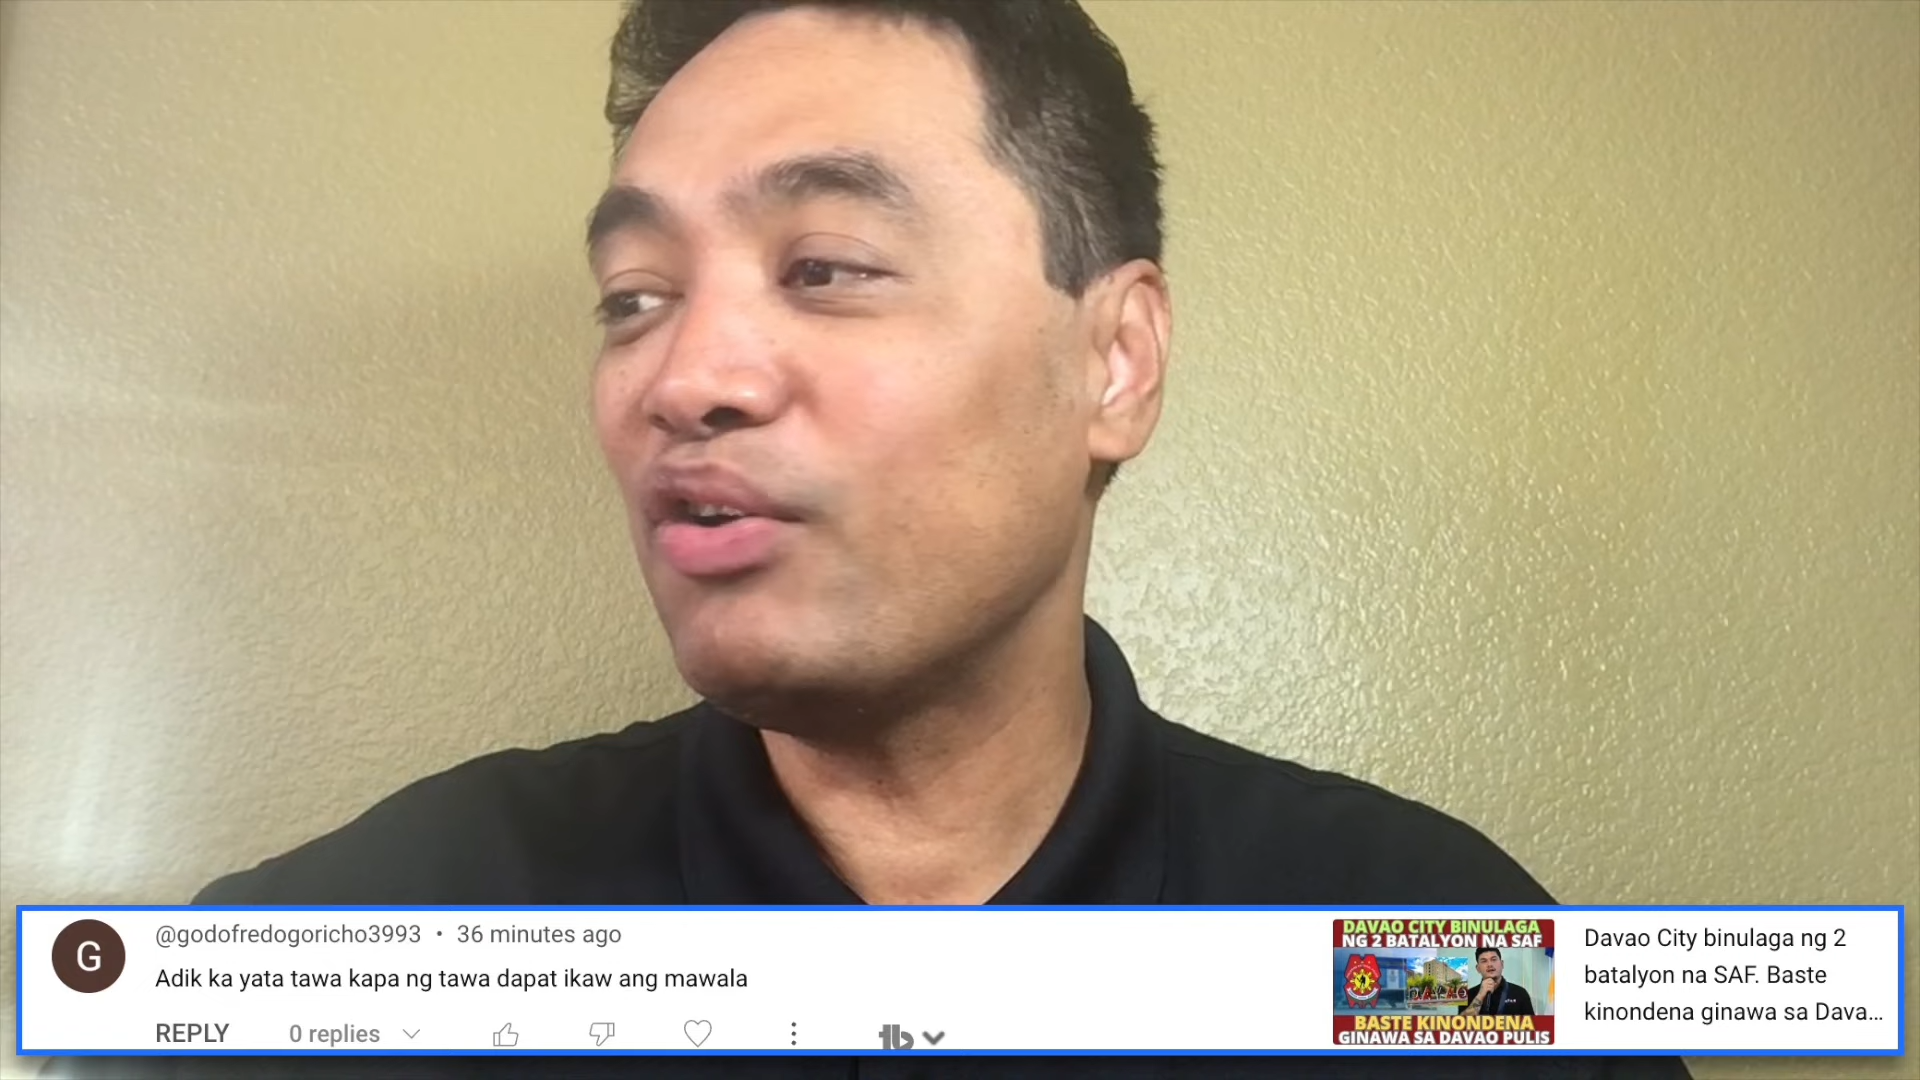 G
@godofredogoricho3993 • 36 minutes ago
Adik ka yata tawa kapa ng tawa dapat ikaw ang mawala
REPLY 0 replies
DAVAO CITY BINULAGA
NG 2 BATALYON NA SAF
BASTE KINONDENA
GINAWA SA DAVAO PULIS
Davao City binulaga ng 2
batalyon na SAF. Baste
kinondena ginawa sa Dava...